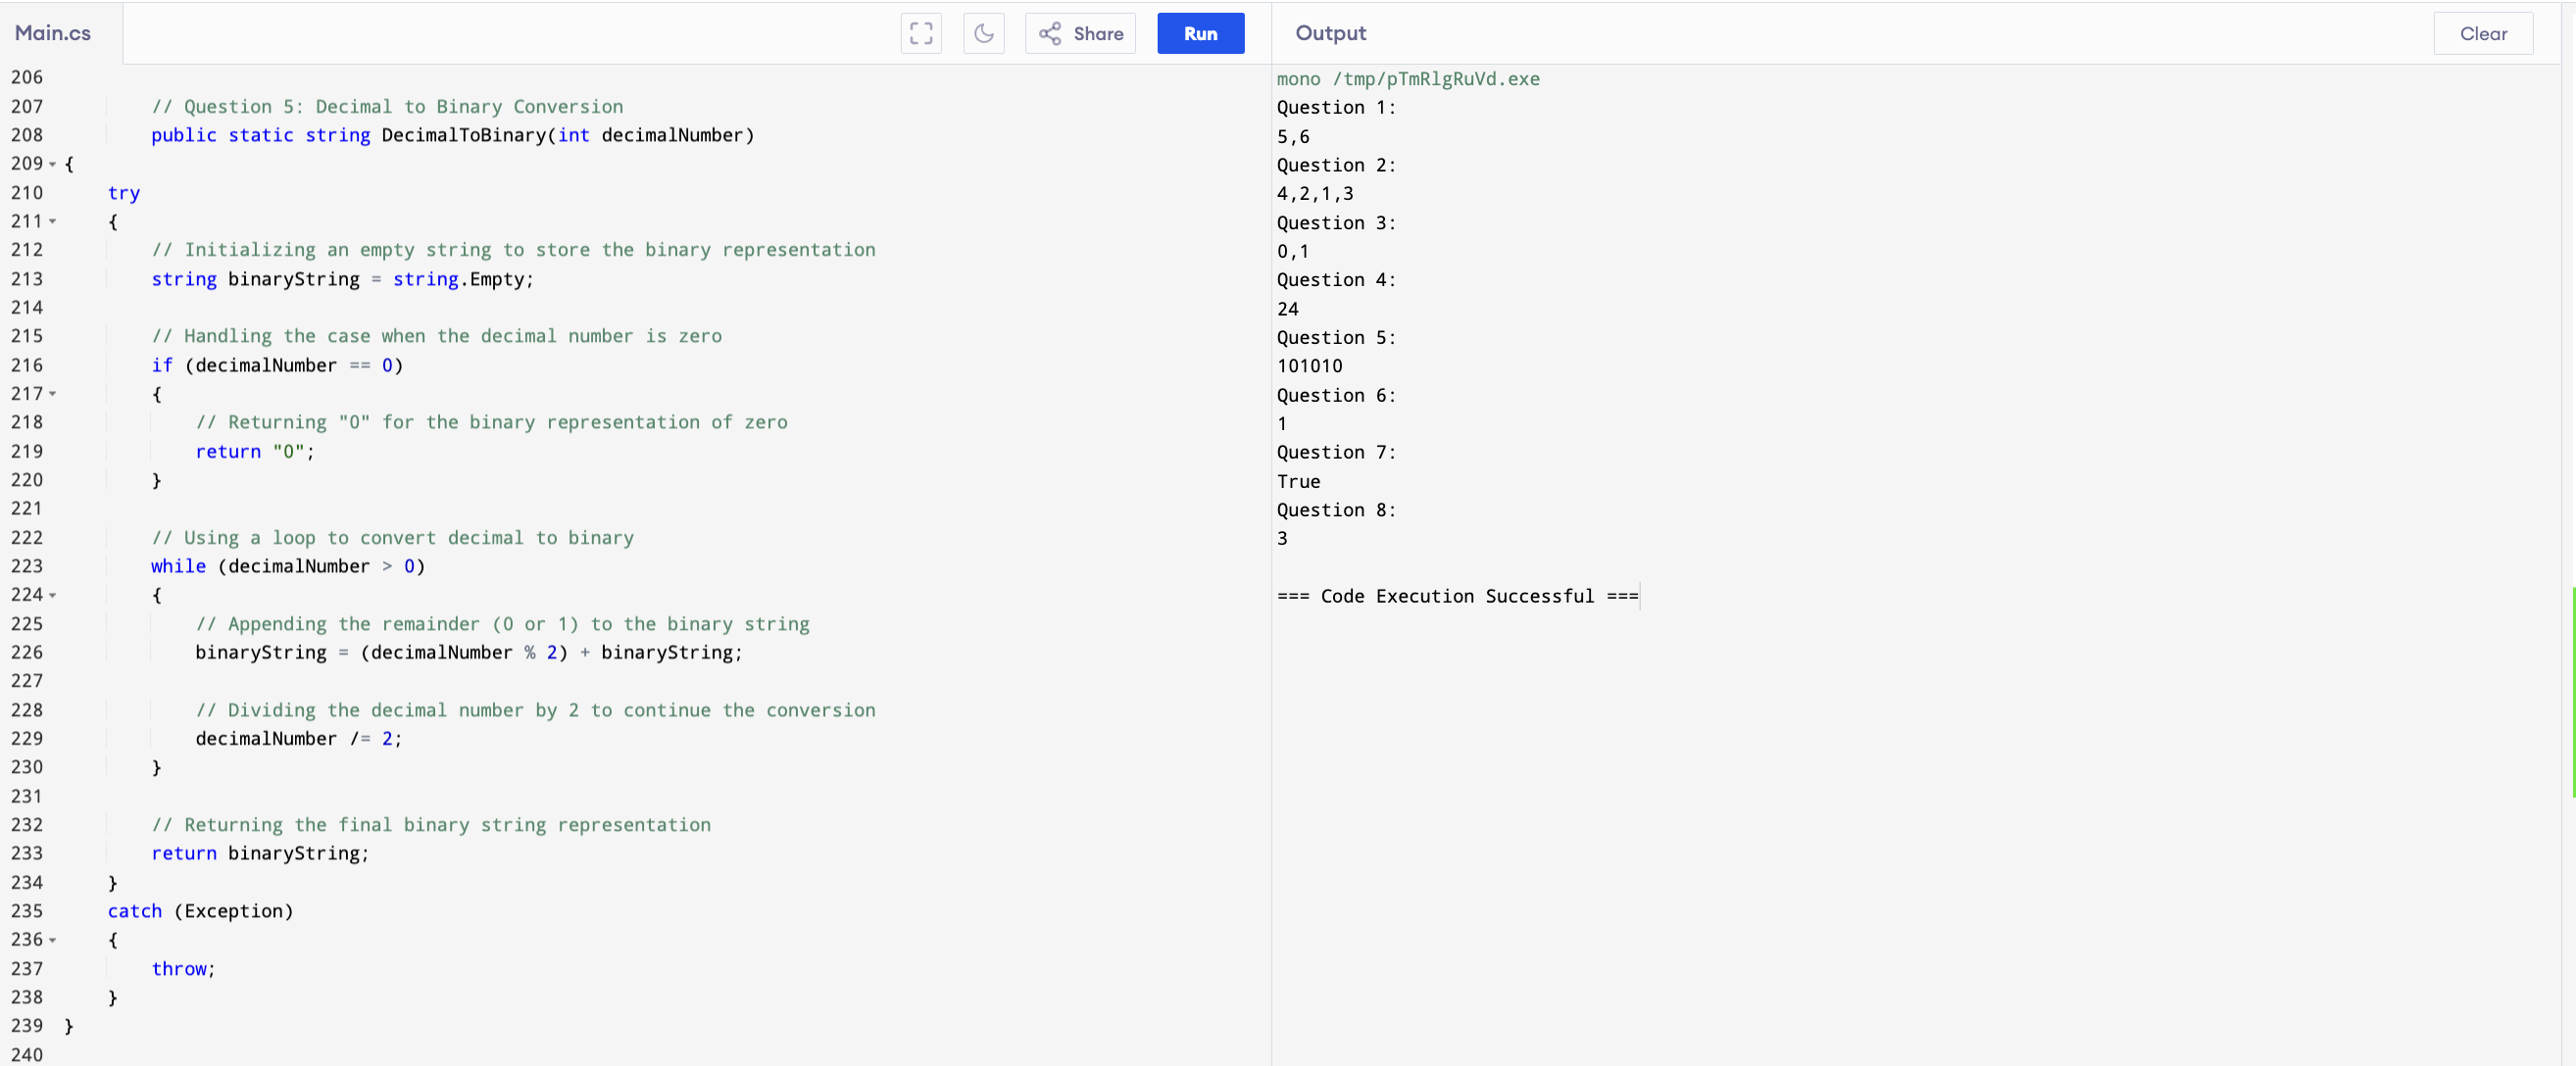 Main.cs
Share
Run
206
207 // Question 5: Decimal to Binary Conversion
208 public static string DecimalToBinary(int decimalNumber)
209 {
210 try
211 {
212 // Initializing an empty string to store the binary representation
213 string binaryString = string.Empty;
214
215 // Handling the case when the decimal number is zero
216 if (decimalNumber == 0)
217 {
218 // Returning "0" for the binary representation of zero
219 return "0";
220 }
221
222 // Using a loop to convert decimal to binary
223 while (decimalNumber > 0)
224 {
225 // Appending the remainder (0 or 1) to the binary string
226 binaryString = (decimalNumber % 2) + binaryString;
227
228 // Dividing the decimal number by 2 to continue the conversion
229 decimalNumber /= 2;
230 }
231
232 // Returning the final binary string representation
233 return binaryString;
234 }
235 catch (Exception)
236 {
237 throw;
238 }
239 }
240
Output
Clear
mono /tmp/pTmRlgRuVd.exe
Question 1:
5,6
Question 2:
4,2,1,3
Question 3:
0,1
Question 4:
24
Question 5:
101010
Question 6:
1
Question 7:
True
Question 8:
3
=== Code Execution Successful ===